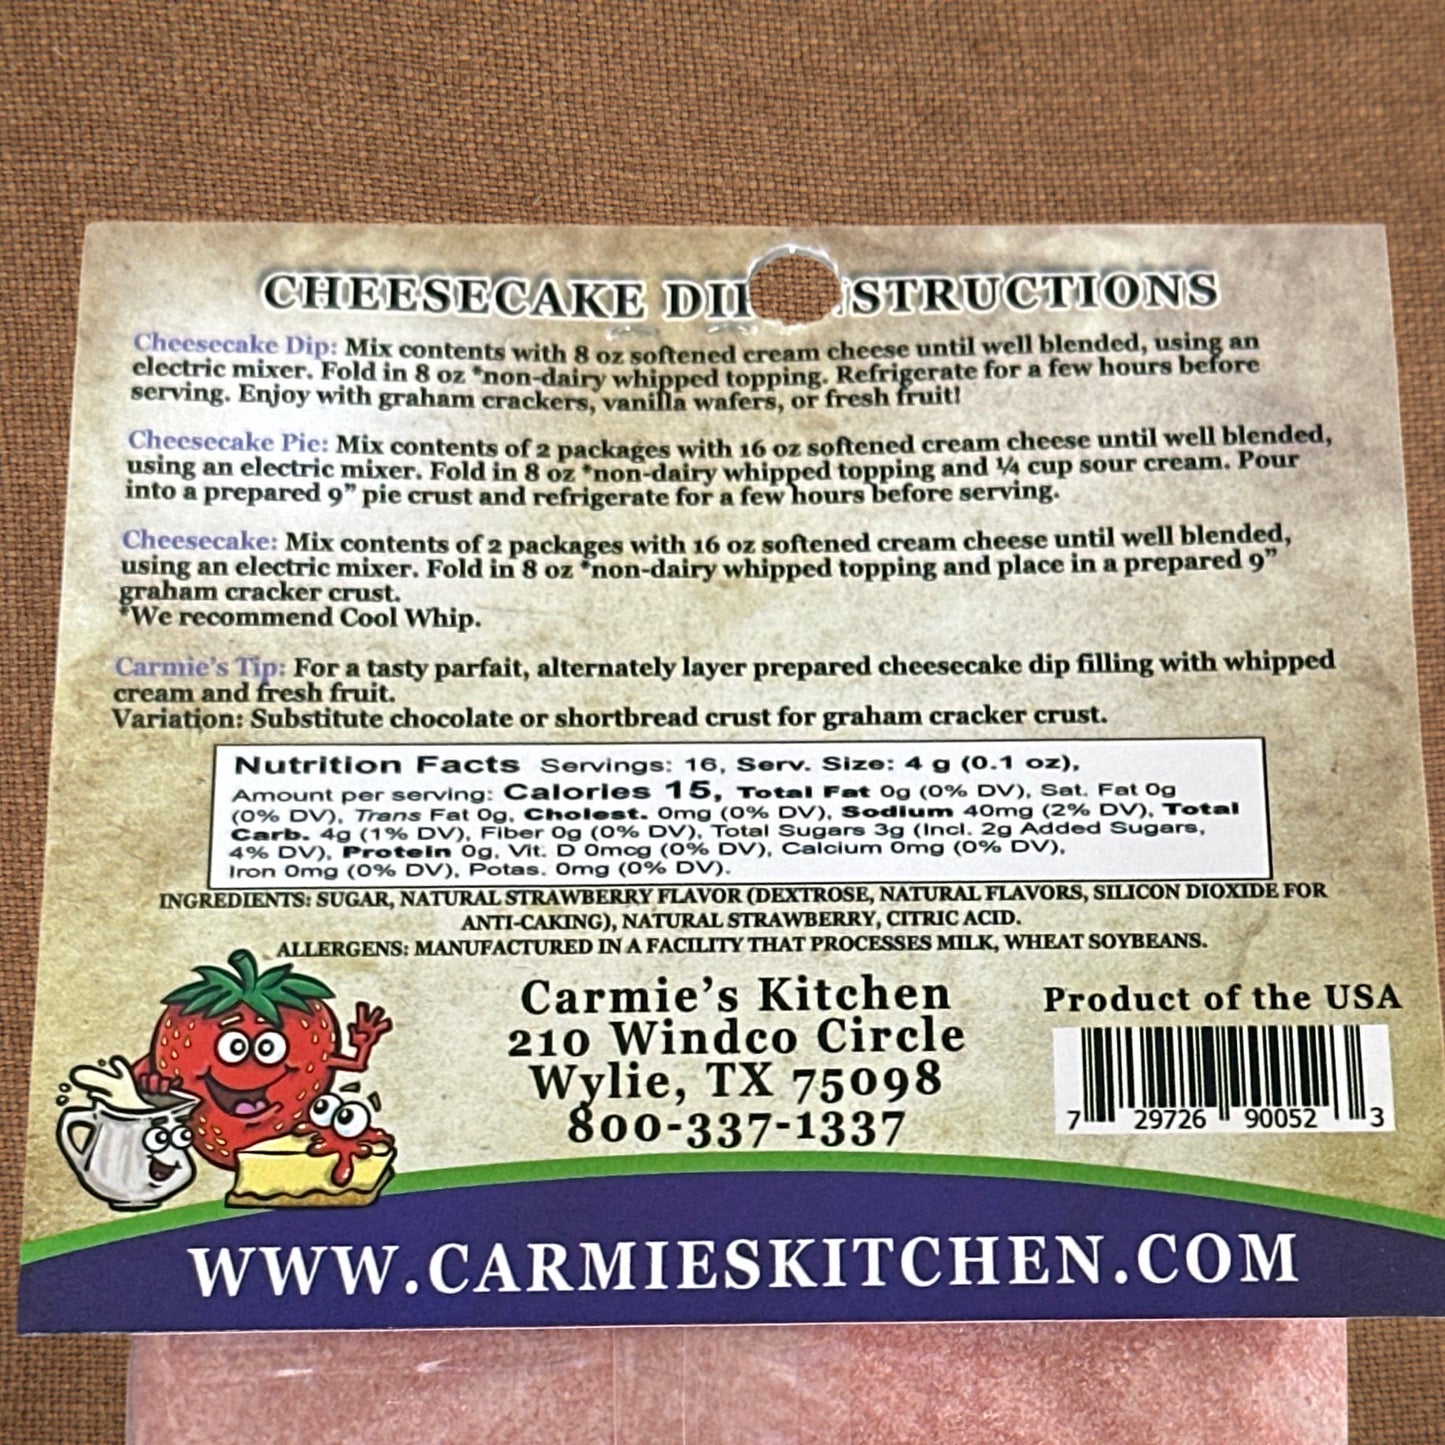 CHEESECAKE DIP INSTRUCTIONS
Cheesecake Dip: Mix contents with 8 oz softened cream cheese until well blended, using an
electric mixer. Fold in 8 oz *non-dairy whipped topping. Refrigerate for a few hours before
serving. Enjoy with graham crackers, vanilla wafers, or fresh fruit!
Cheesecake Pie: Mix contents of 2 packages with 16 oz softened cream cheese until well blended,
using an electric mixer. Fold in 8 oz *non-dairy whipped topping and ¼ cup sour cream. Pour
into a prepared 9” pie crust and refrigerate for a few hours before serving.
Cheesecake: Mix contents of 2 packages with 16 oz softened cream cheese until well blended,
using an electric mixer. Fold in 8 oz *non-dairy whipped topping and place in a prepared 9”
graham cracker crust.
*We recommend Cool Whip.
Carmie’s Tip: For a tasty parfait, alternately layer prepared cheesecake dip filling with whipped
cream and fresh fruit.
Variation: Substitute chocolate or shortbread crust for graham cracker crust.
Nutrition Facts Servings: 16, Serv. Size: 4 g (0.1 oz),
Amount per serving: Calories 15, Total Fat 0g (0% DV), Sat. Fat 0g
(0% DV), Trans Fat 0g, Cholest. 0mg (0% DV), Sodium 40mg (2% DV), Total
Carb. 4g (1% DV), Fiber 0g (0% DV), Total Sugars 3g (Incl. 2g Added Sugars,
4% DV), Protein 0g, Vit. D 0mcg (0% DV), Calcium 0mg (0% DV),
Iron 0mg (0% DV), Potas. 0mg (0% DV).
INGREDIENTS: SUGAR, NATURAL STRAWBERRY FLAVOR (DEXTROSE, NATURAL FLAVORS, SILICON DIOXIDE FOR
ANTI-CAKING), NATURAL STRAWBERRY, CITRIC ACID.
ALLERGENS: MANUFACTURED IN A FACILITY THAT PROCESSES MILK, WHEAT SOYBEANS.
Carmie’s Kitchen
210 Windco Circle
Wylie, TX 75098
800-337-1337
Product of the USA
7 29726 90052 3
WWW.CARMIESKITCHEN.COM